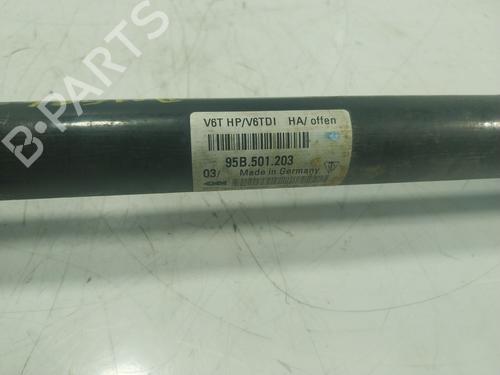 B-PARTS
V6T HP/V6TDI HA/ offen
95B.501.203
03/ Made in Germany